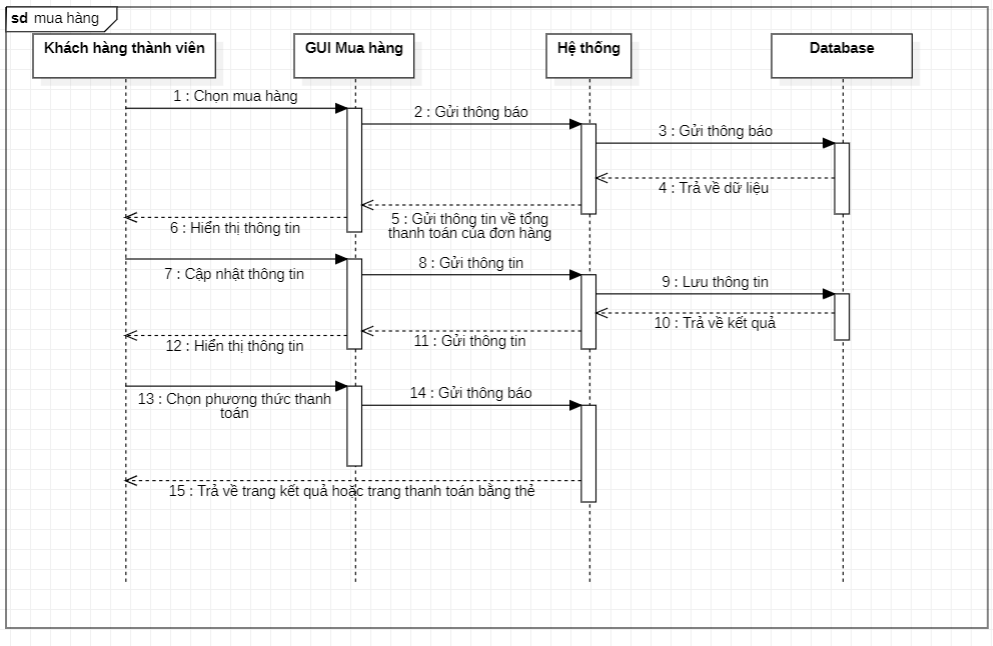 sd mua hàng
Khách hàng thành viên
GUI Mua hàng
Hệ thống
Database
1 : Chọn mua hàng
2 : Gửi thông báo
3 : Gửi thông báo
4 : Trả về dữ liệu
5 : Gửi thông tin về tổng
thanh toán của đơn hàng
6 : Hiển thị thông tin
7 : Cập nhật thông tin
8 : Gửi thông tin
9 : Lưu thông tin
10 : Trả về kết quả
11 : Gửi thông tin
12 : Hiển thị thông tin
13 : Chọn phương thức thanh
toán
14 : Gửi thông báo
15 : Trả về trang kết quả hoặc trang thanh toán bằng thẻ